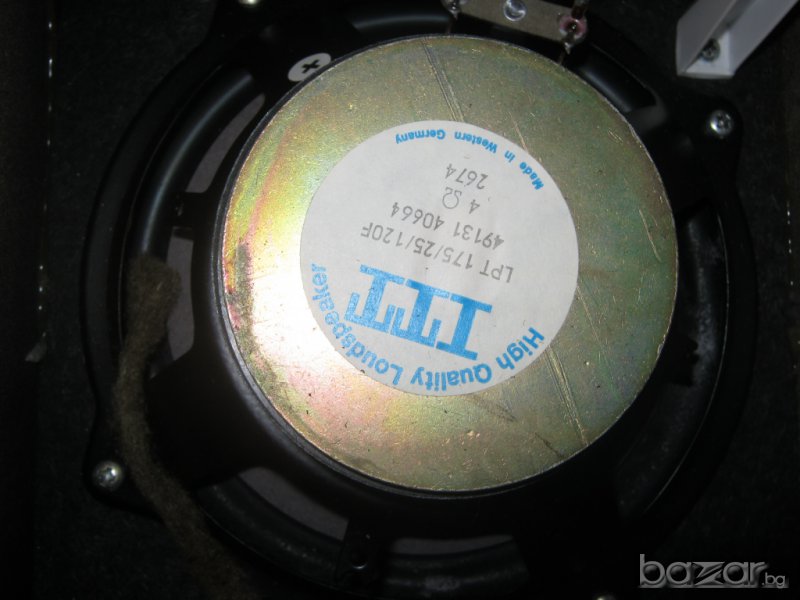 High Quality Loudspeaker
ITT
LPT 175/25/120F
49131 40664
4 Ω
2674
Made in Western Germany
+
bazar.bg